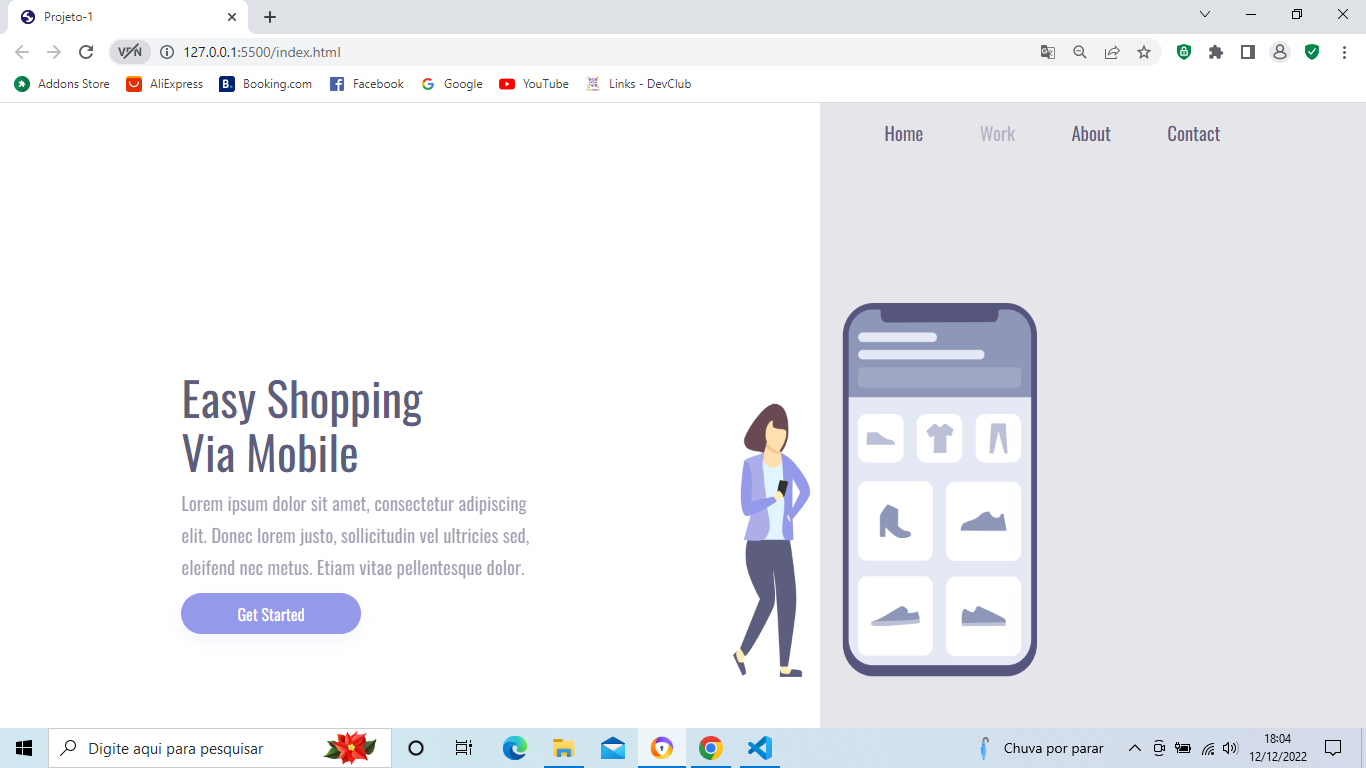 Projeto-1
VPN
127.0.0.1:5500/index.html
Addons Store
AliExpress
B.
Booking.com
Facebook
G
Google
YouTube
Links - DevClub
Home
Work
About
Contact
Easy Shopping
Via Mobile
Lorem ipsum dolor sit amet, consectetur adipiscing
elit. Donec lorem justo, sollicitudin vel ultricies sed,
eleifend nec metus. Etiam vitae pellentesque dolor.
Get Started
Digite aqui para pesquisar
Chuva por parar
18:04
12/12/2022